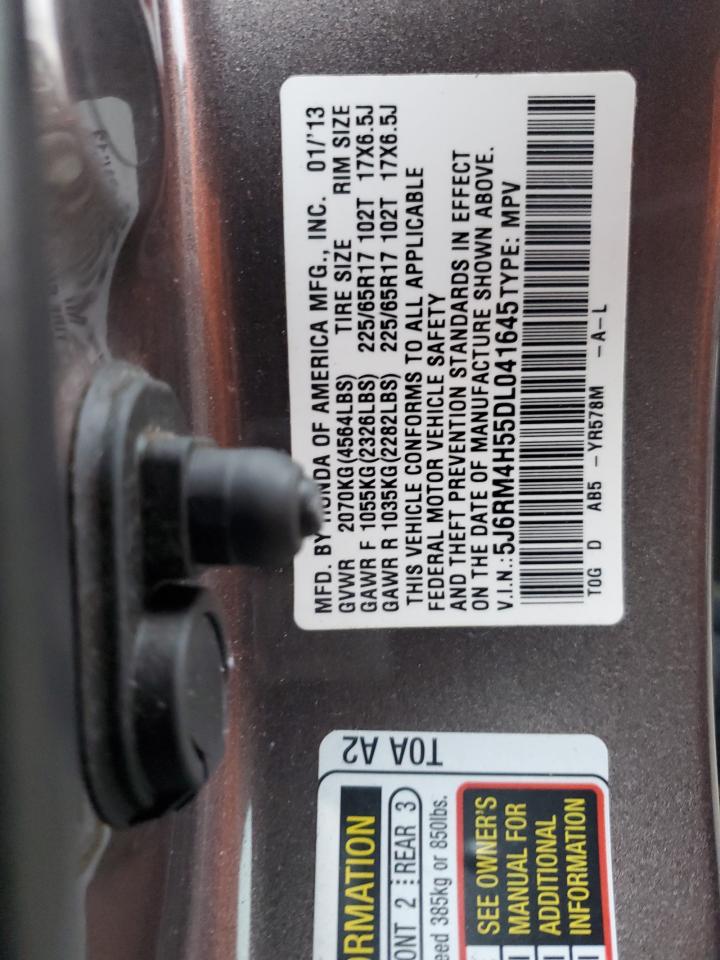 MFD. BY HONDA OF AMERICA MFG., INC. 01/'13
GVWR 2070KG(4564LBS) TIRE SIZE RIM SIZE
GAWR F 1055KG(2326LBS) 225/65R17 102T 17X6.5J
GAWR R 1035KG(2282LBS) 225/65R17 102T 17X6.5J
THIS VEHICLE CONFORMS TO ALL APPLICABLE
FEDERAL MOTOR VEHICLE SAFETY
AND THEFT PREVENTION STANDARDS IN EFFECT
ON THE DATE OF MANUFACTURE SHOWN ABOVE.
V.I.N.: 5J6RM4H55DL041645 TYPE: MPV
T0G D AB5 - YR578M -A-L
T0A A2
ORMATION
ONT 2 REAR 3
eed 385kg or 850lbs.
SEE OWNER'S
MANUAL FOR
ADDITIONAL
INFORMATION